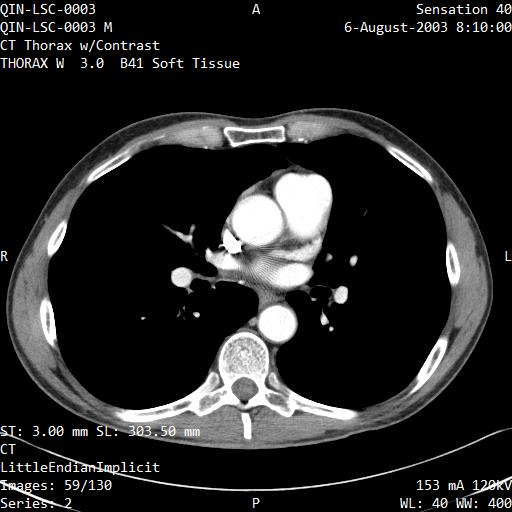 QIN-LSC-0003
A
Sensation 40
QIN-LSC-0003 M
6-August-2003 8:10:00
CT Thorax w/Contrast
THORAX W 3.0 B41 Soft Tissue
R
L
ST: 3.00 mm SL: 303.50 mm
CT
LittleEndianImplicit
Images: 59/130
153 mA 120kV
Series: 2
P
WL: 40 WW: 400